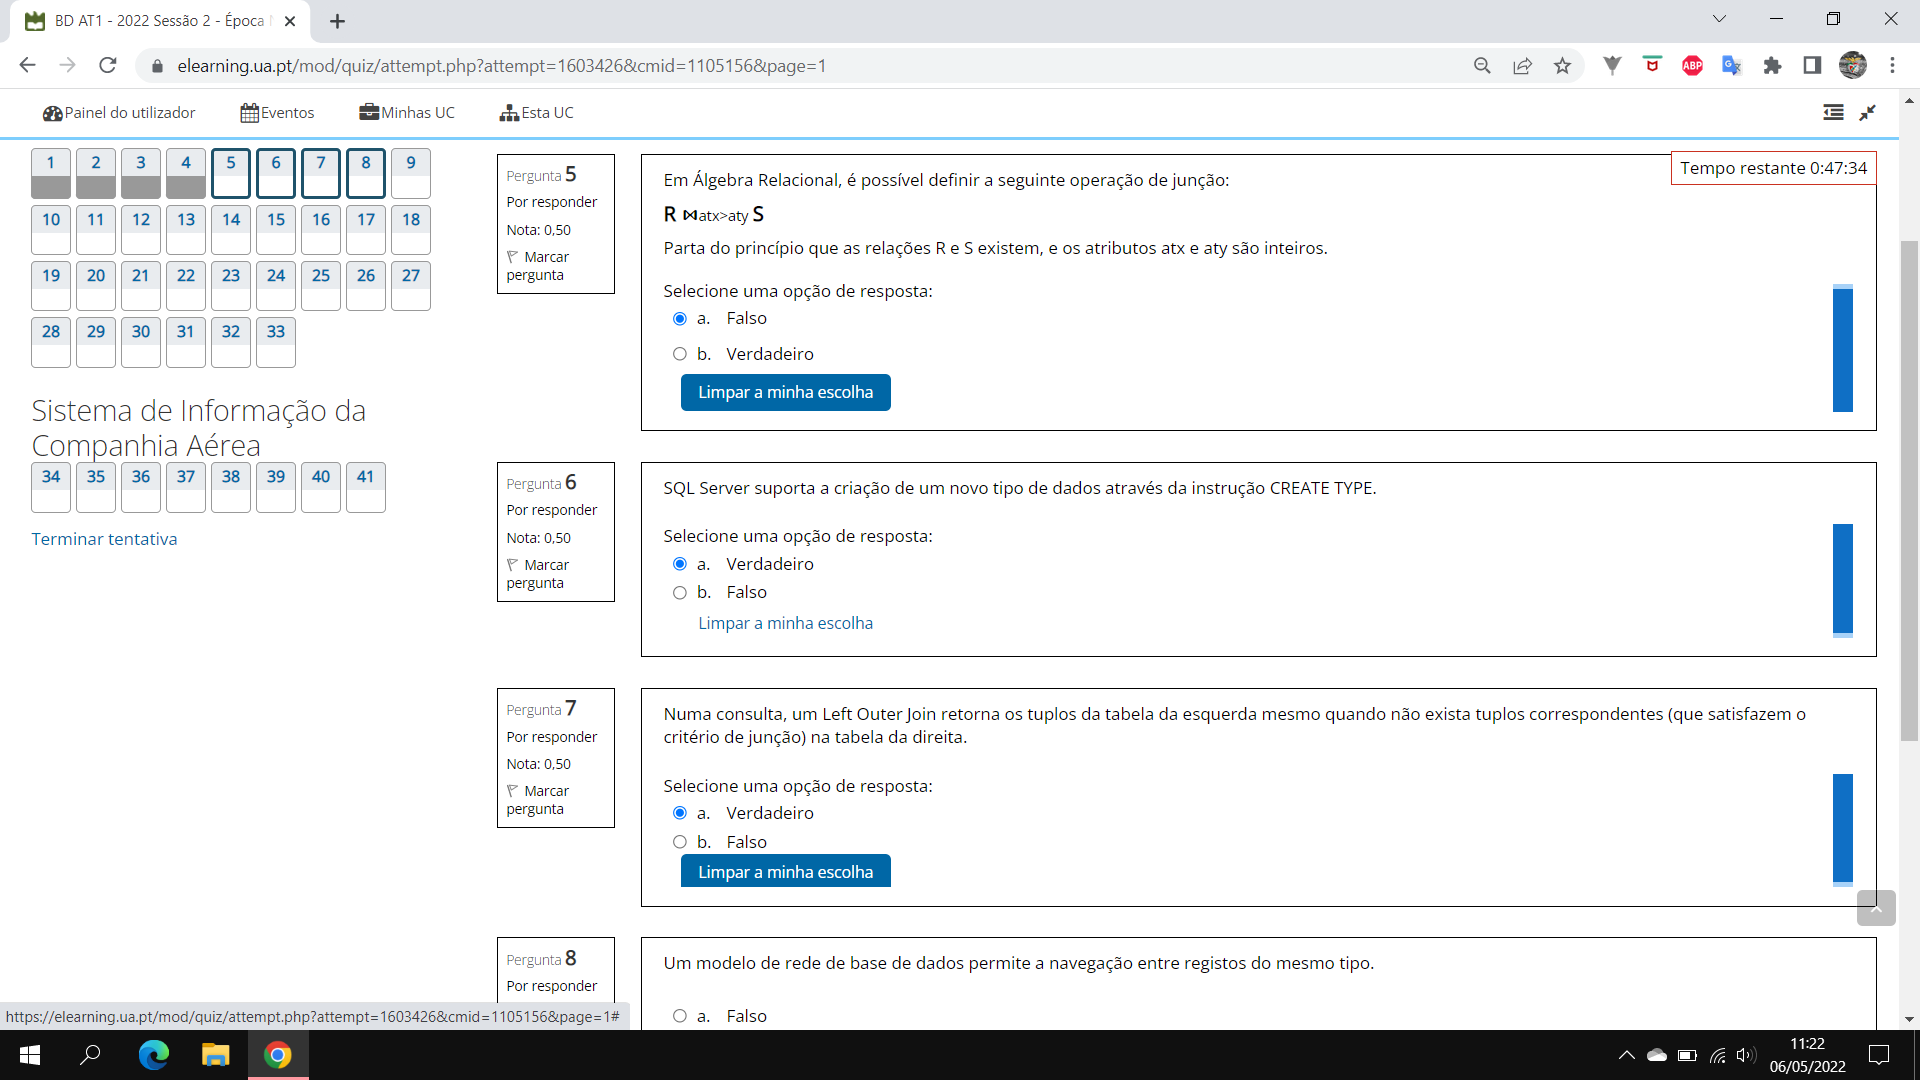 BD AT1 - 2022 Sessão 2 - Época
elearning.ua.pt/mod/quiz/attempt.php?attempt=1603426&cmid=1105156&page=1
ABP
Painel do utilizador
Eventos
Minhas UC
Esta UC
1 2 3 4 5 6 7 8 9
10 11 12 13 14 15 16 17 18
19 20 21 22 23 24 25 26 27
28 29 30 31 32 33
Sistema de Informação da
Companhia Aérea
34 35 36 37 38 39 40 41
Terminar tentativa
Pergunta 5
Por responder
Nota: 0,50
Marcar
pergunta
Tempo restante 0:47:34
Em Álgebra Relacional, é possível definir a seguinte operação de junção:
R ⋈atx>aty S
Parta do princípio que as relações R e S existem, e os atributos atx e aty são inteiros.
Selecione uma opção de resposta:
a. Falso
b. Verdadeiro
Limpar a minha escolha
Pergunta 6
Por responder
Nota: 0,50
Marcar
pergunta
SQL Server suporta a criação de um novo tipo de dados através da instrução CREATE TYPE.
Selecione uma opção de resposta:
a. Verdadeiro
b. Falso
Limpar a minha escolha
Pergunta 7
Por responder
Nota: 0,50
Marcar
pergunta
Numa consulta, um Left Outer Join retorna os tuplos da tabela da esquerda mesmo quando não exista tuplos correspondentes (que satisfazem o
critério de junção) na tabela da direita.
Selecione uma opção de resposta:
a. Verdadeiro
b. Falso
Limpar a minha escolha
Pergunta 8
Por responder
Um modelo de rede de base de dados permite a navegação entre registos do mesmo tipo.
a. Falso
https://elearning.ua.pt/mod/quiz/attempt.php?attempt=1603426&cmid=1105156&page=1#
11:22
06/05/2022